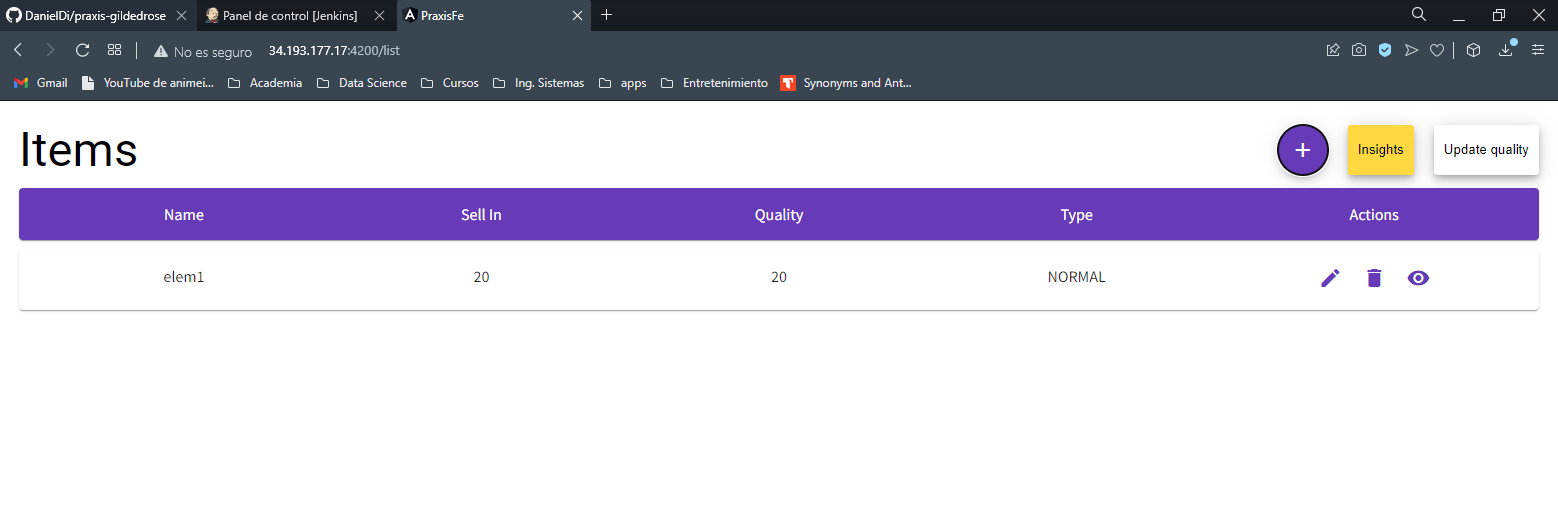 DanielDi/praxis-gildedrose Panel de control [Jenkins] PraxisFe
No es seguro 34.193.177.17:4200/list
Gmail YouTube de animei... Academia Data Science Cursos Ing. Sistemas apps Entretenimiento Synonyms and Ant...
Items + Insights Update quality
Name Sell In Quality Type Actions
elem1 20 20 NORMAL